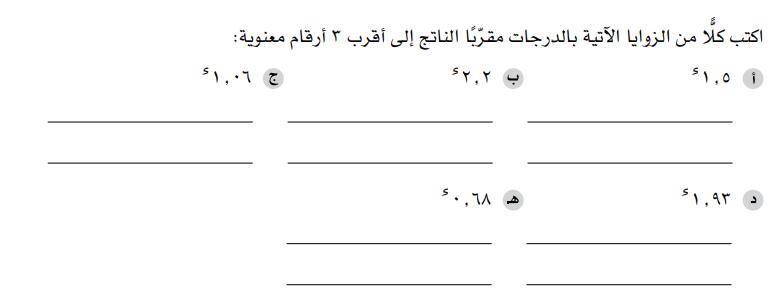 اكتب كلًّا من الزوايا الآتية بالدرجات مقرّبًا الناتج إلى أقرب ٣ أرقام معنوية:
أ ١,٥ ء ب ٢,٢ ء ج ١,٠٦ ء
د ١,٩٣ ء هـ ٠,٦٨ ء